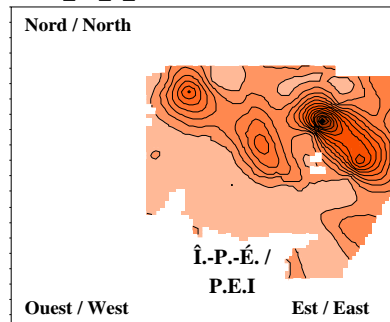 Nord / North
Î.-P.-É. /
P.E.I
Ouest / West Est / East